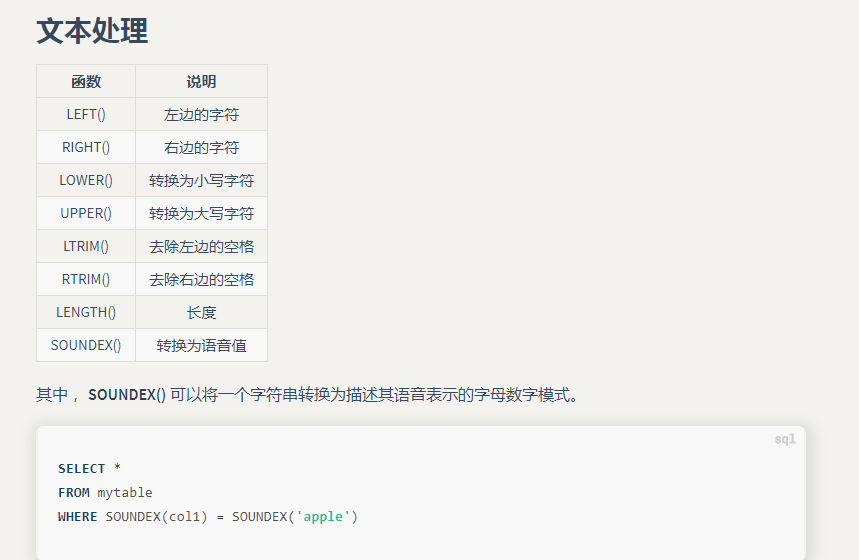 文本处理
函数 说明
LEFT() 左边的字符
RIGHT() 右边的字符
LOWER() 转换为小写字符
UPPER() 转换为大写字符
LTRIM() 去除左边的空格
RTRIM() 去除右边的空格
LENGTH() 长度
SOUNDEX() 转换为语音值
其中， SOUNDEX() 可以将一个字符串转换为描述其语音表示的字母数字模式。
sql
SELECT *
FROM mytable
WHERE SOUNDEX(col1) = SOUNDEX('apple')